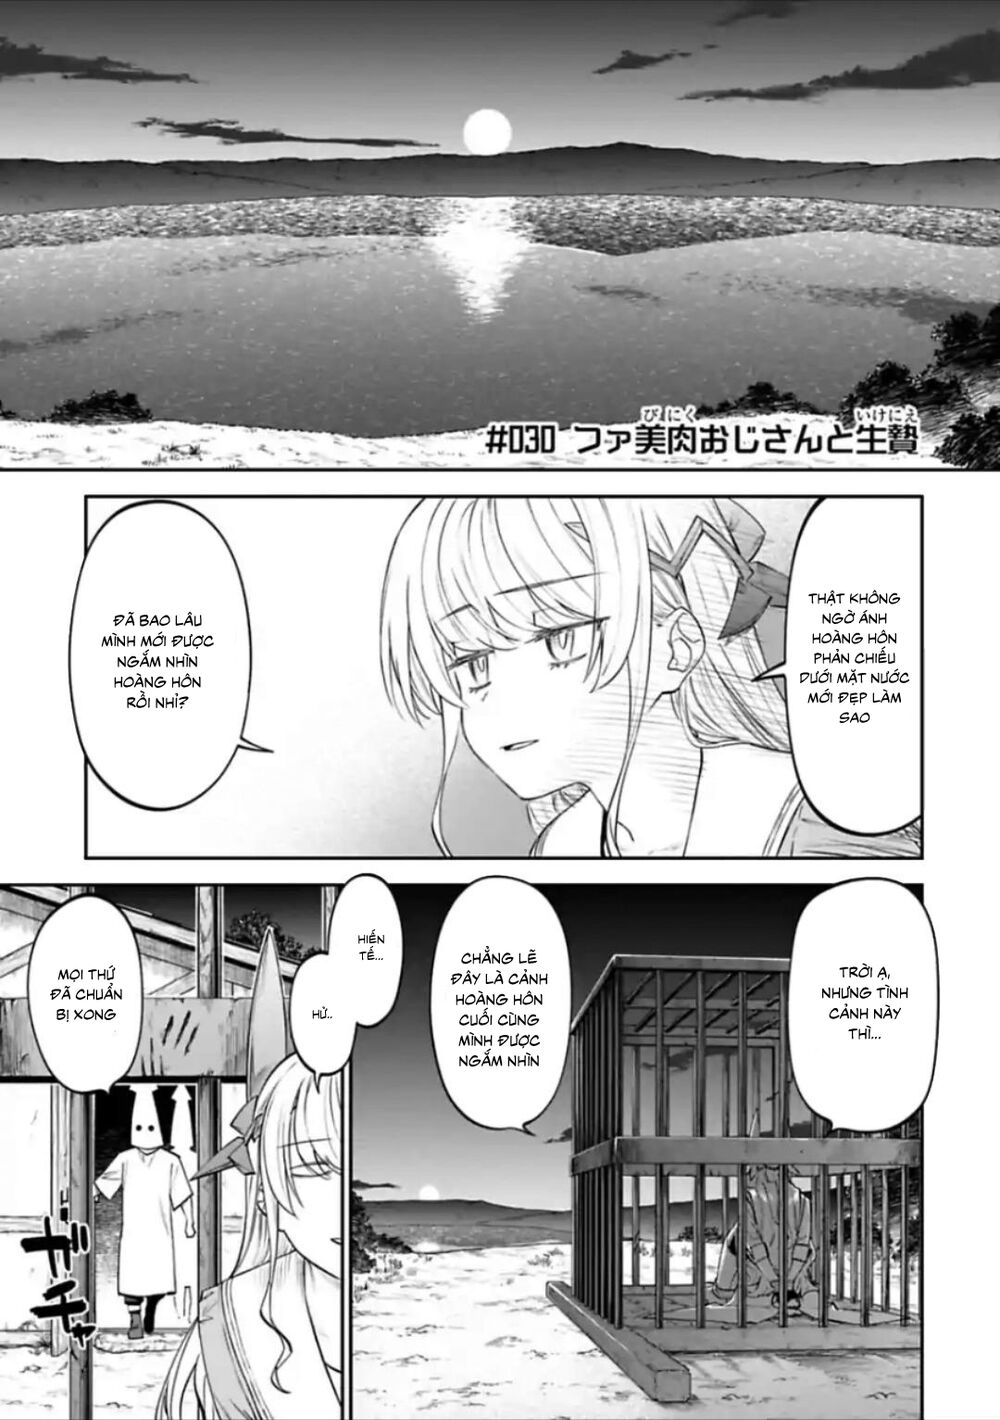 びにく
いけにえ
#030 ファ美肉おじさんと生贄
THẬT KHÔNG
NGỜ ÁNH
HOÀNG HÔN
PHẢN CHIẾU
DƯỚI MẶT NƯỚC
MỚI ĐẸP LÀM
SAO
ĐÃ BAO LÂU
MÌNH MỚI ĐƯỢC
NGẮM NHÌN
HOÀNG HÔN
RỒI NHỈ?
TRỜI Ạ,
NHƯNG TÌNH
CẢNH NÀY
THÌ...
CHẲNG LẼ
ĐÂY LÀ CẢNH
HOÀNG HÔN
CUỐI CÙNG
MÌNH ĐƯỢC
NGẮM NHÌN
HIẾN
TẾ...
HỬ..
MỌI THỨ
ĐÃ CHUẨN
BỊ XONG
ガチャ